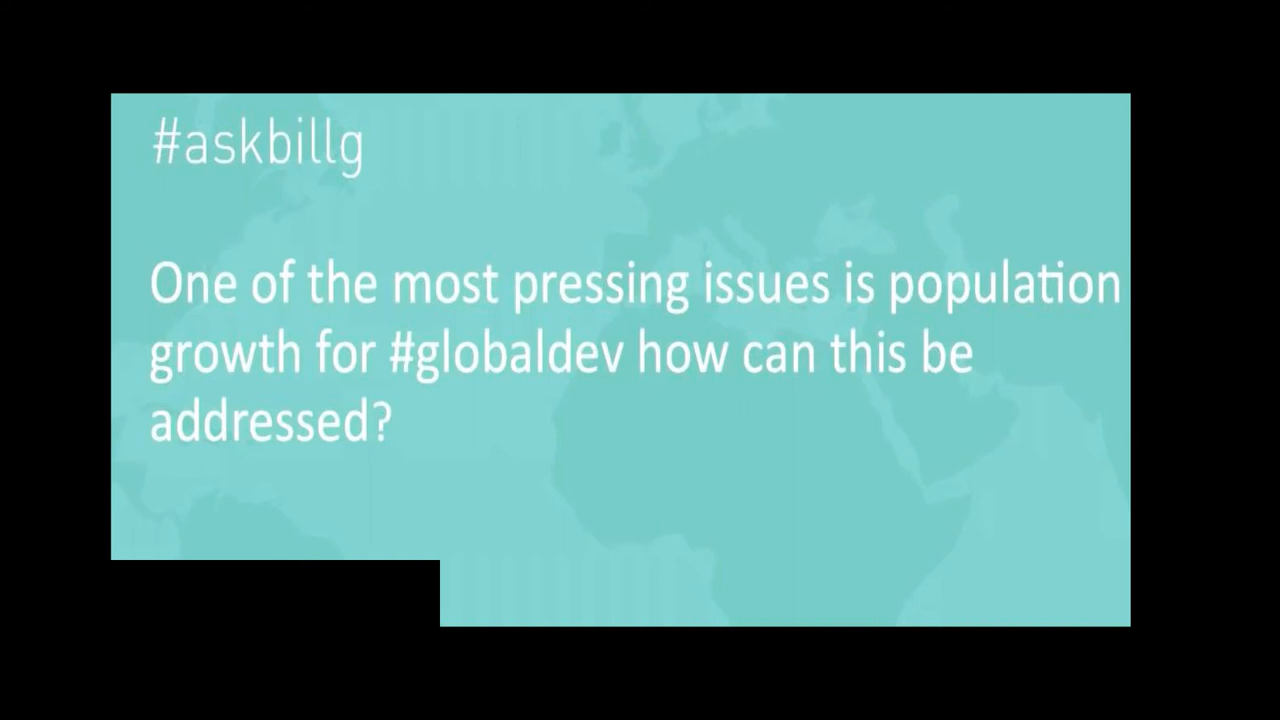 #askbillg
One of the most pressing issues is population
growth for #globaldev how can this be
addressed?